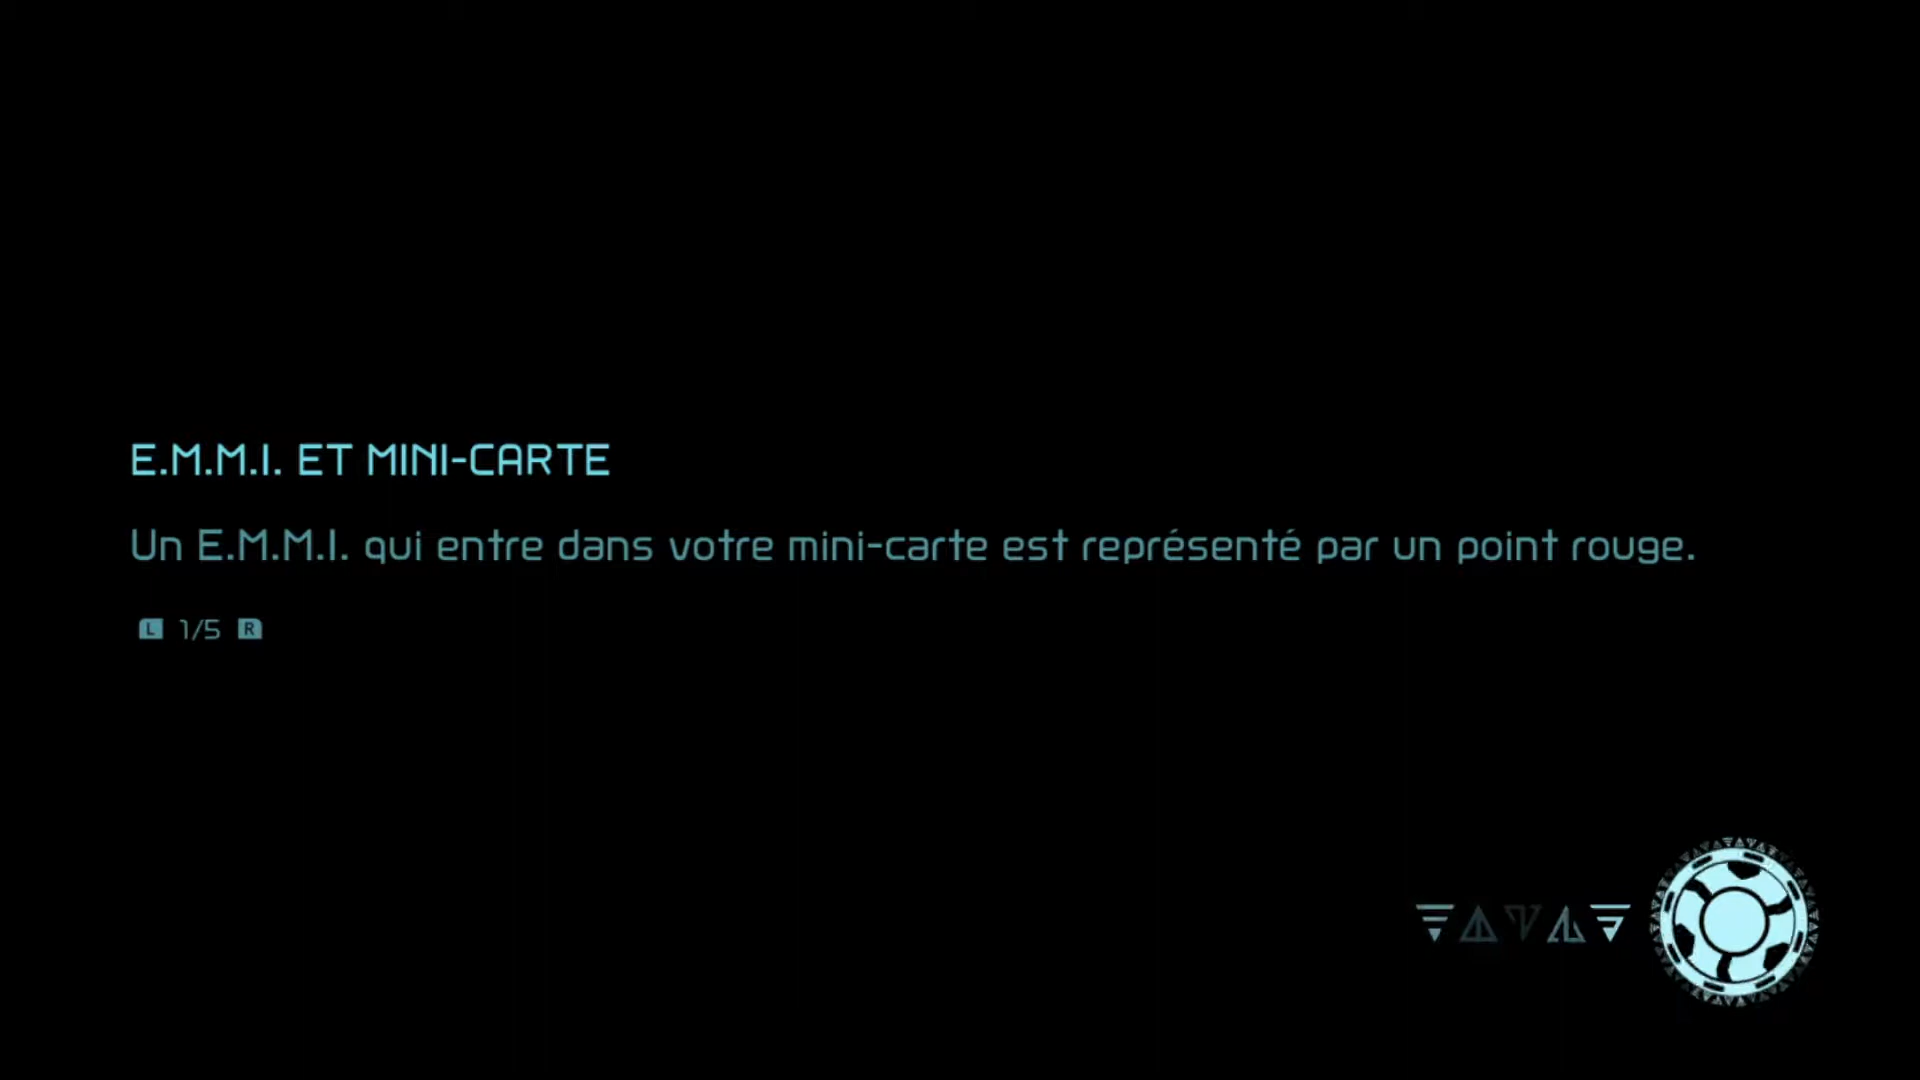 E.M.M.I. ET MINI-CARTE
Un E.M.M.I. qui entre dans votre mini-carte est représenté par un point rouge.
L 1/5 R